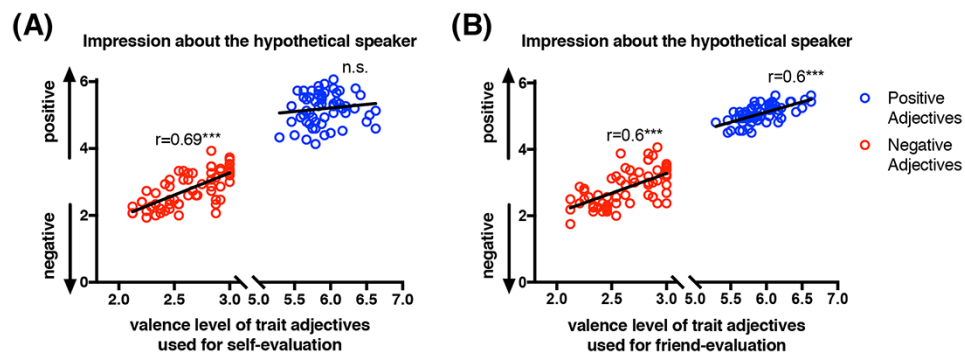 (A)
Impression about the hypothetical speaker
positive
negative
6
4
2
0
n.s.
r=0.69***
2.0 2.5 3.0 5.0 5.5 6.0 6.5 7.0
valence level of trait adjectives
used for self-evaluation
(B)
Impression about the hypothetical speaker
positive
negative
6
4
2
0
r=0.6***
r=0.6***
2.0 2.5 3.0 5.0 5.5 6.0 6.5 7.0
valence level of trait adjectives
used for friend-evaluation
Positive
Adjectives
Negative
Adjectives